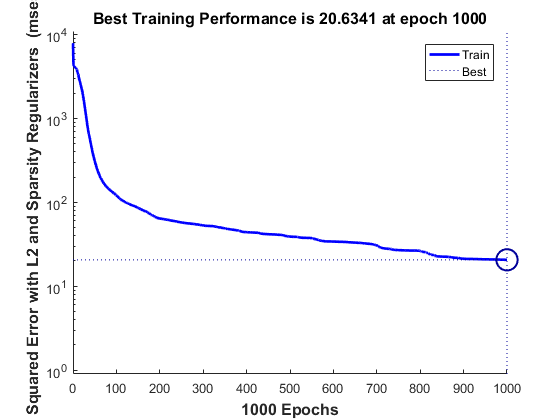 Best Training Performance is 20.6341 at epoch 1000
Squared Error with L2 and Sparsity Regularizers (mse
10^4
10^3
10^2
10^1
10^0
Train
Best
0 100 200 300 400 500 600 700 800 900 1000
1000 Epochs